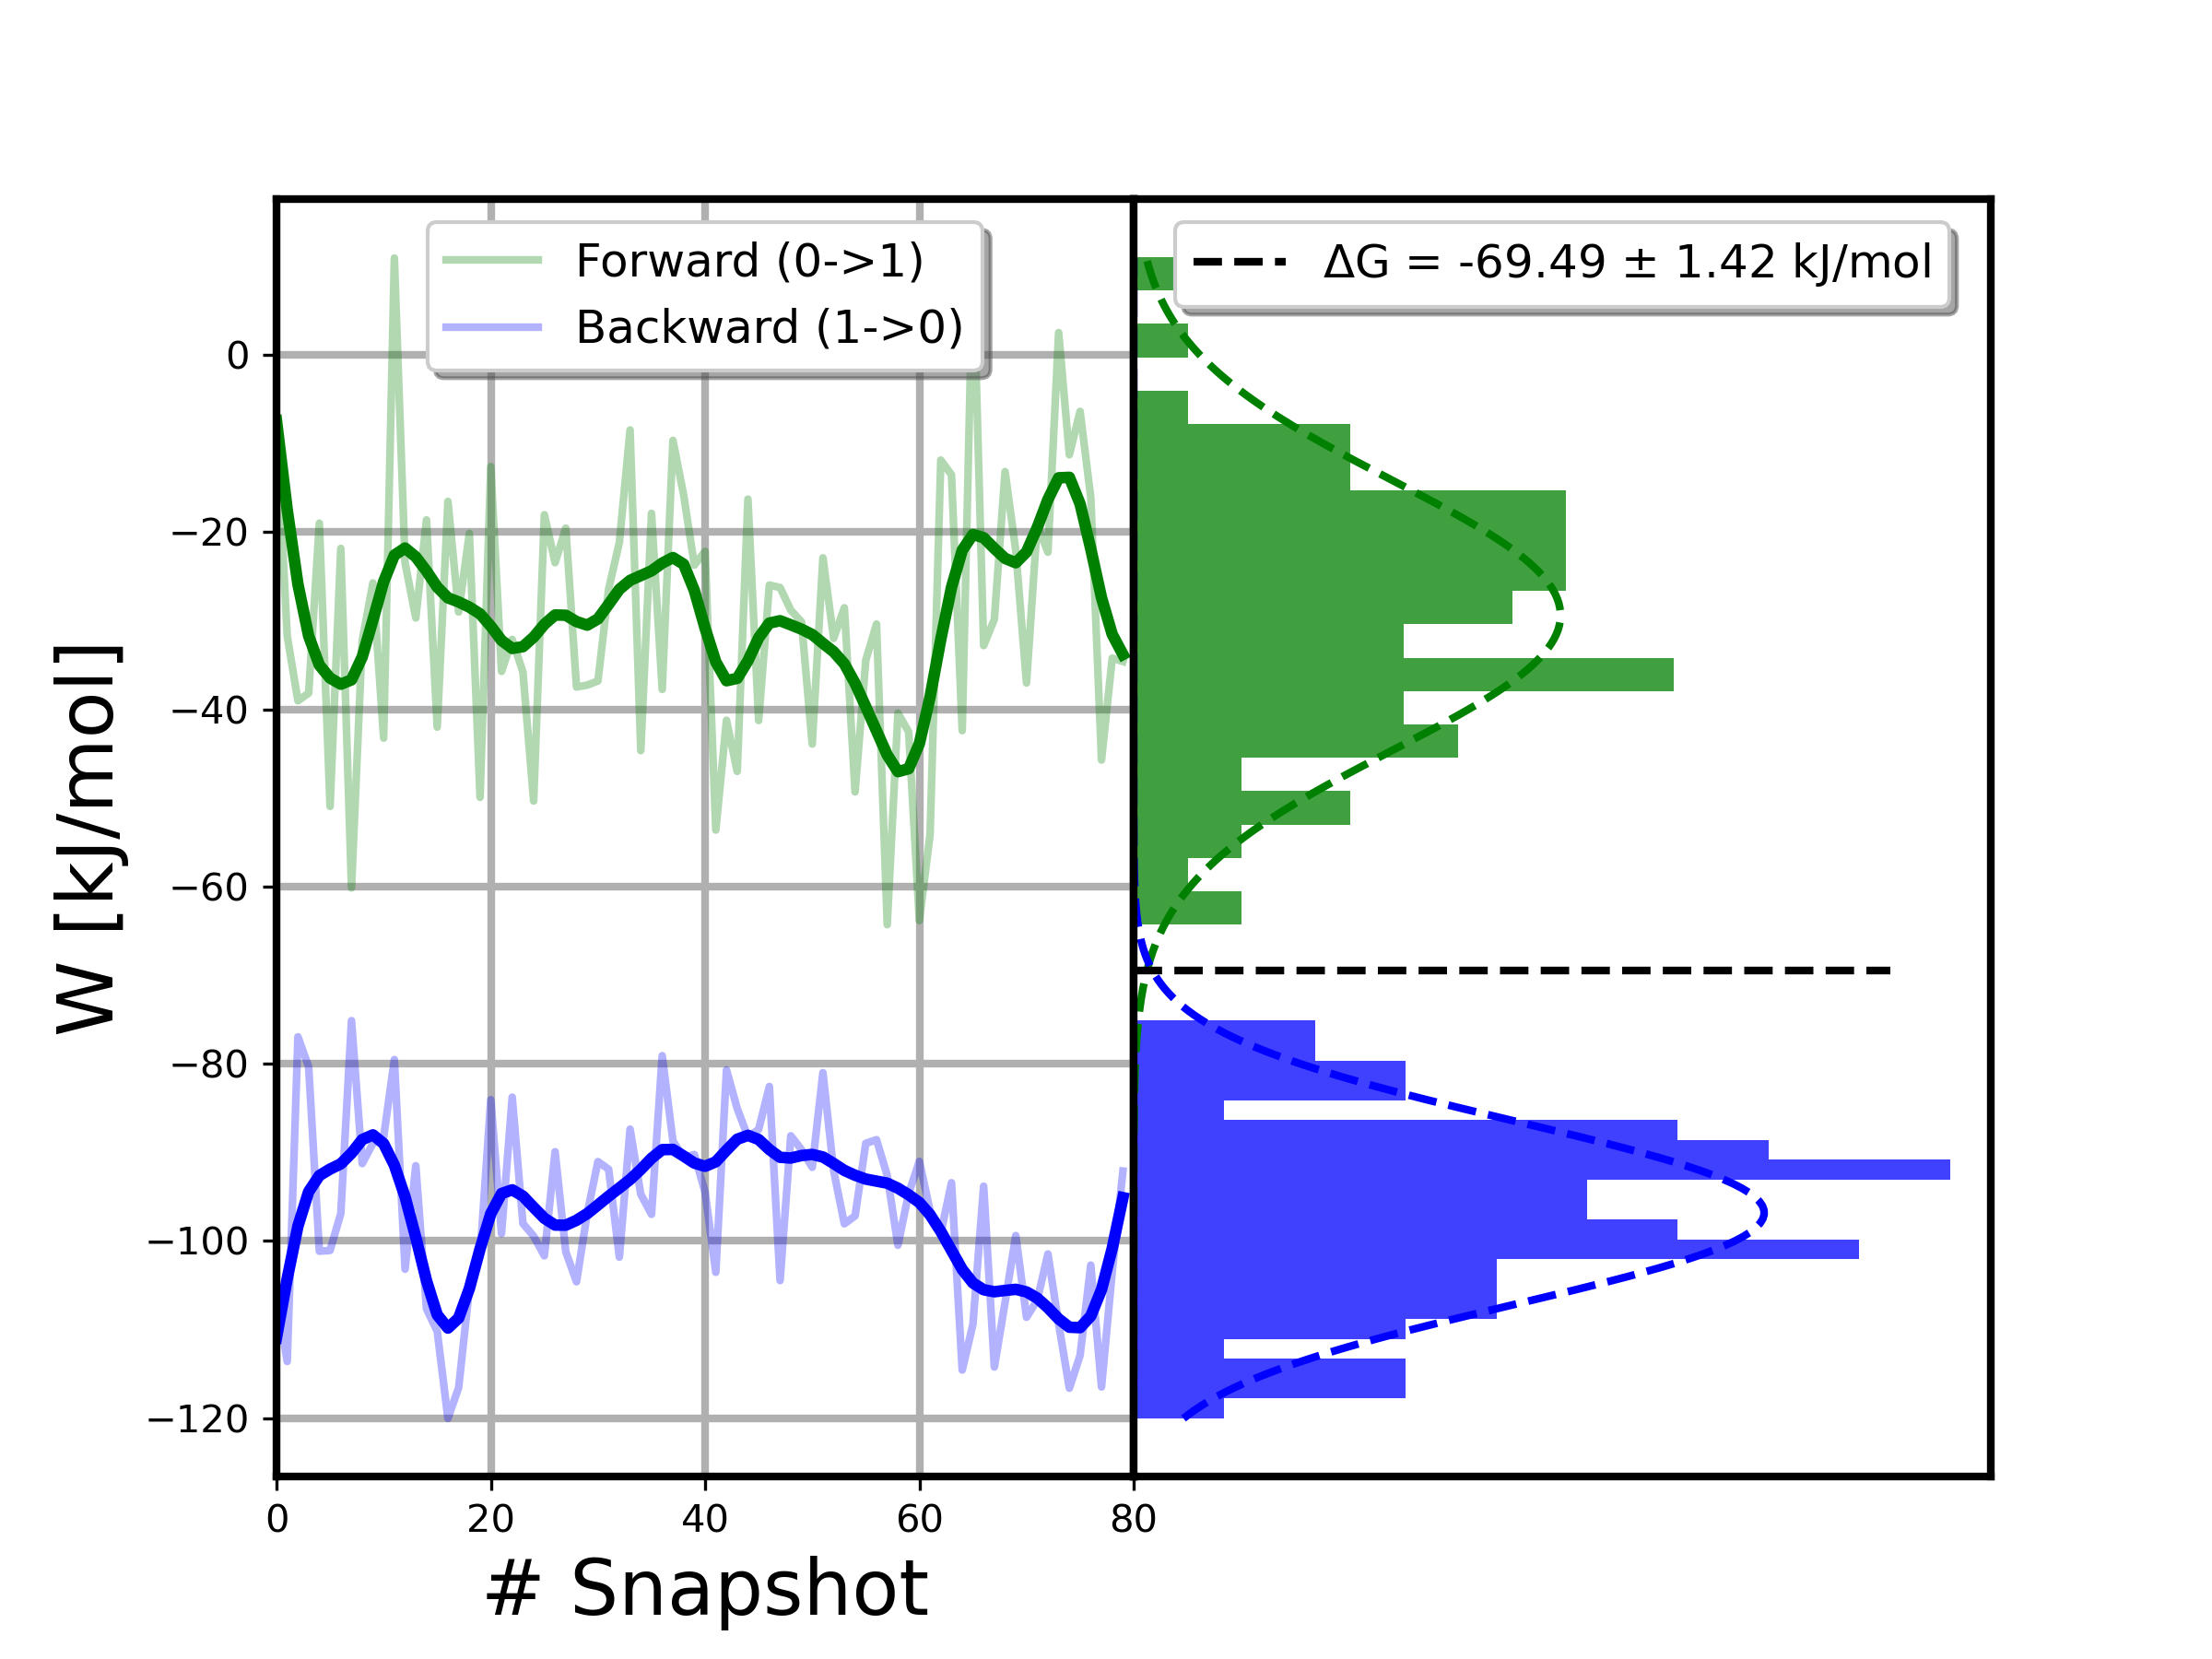 Forward (0->1)
Backward (1->0)
ΔG = -69.49 ± 1.42 kJ/mol
W [kJ/mol]
0
−20
−40
−60
−80
−100
−120
0 20 40 60 80
# Snapshot